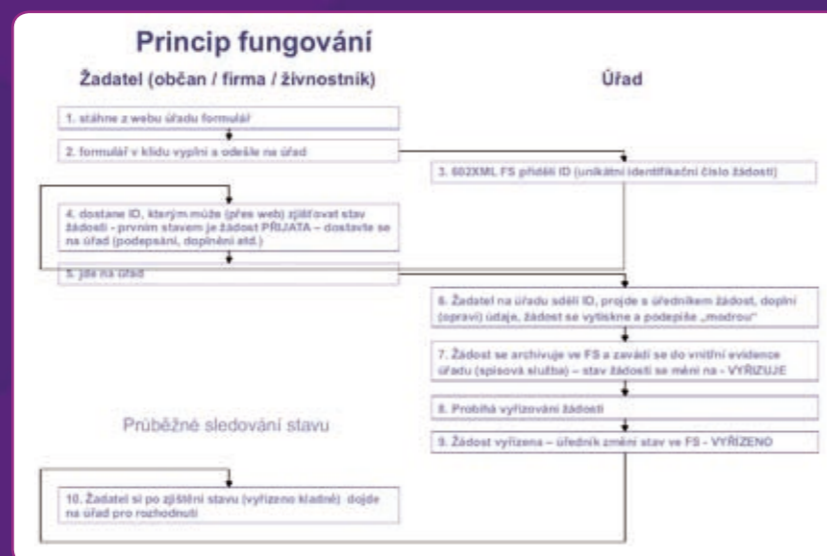 Princip fungování
Žadatel (občan / firma / živnostník)
Úřad
1. stáhne z webu úřadu formulář
2. formulář v klidu vyplní a odešle na úřad
3. 602XML FS přidělí ID (unikátní identifikační číslo žádosti)
4. dostane ID, kterým může (přes web) zjišťovat stav
žádosti - prvním stavem je žádost PŘIJATA – dostavte se
na úřad (podepsání, doplnění atd.)
5. jde na úřad
6. Žadatel na úřadu sdělí ID, projde s úředníkem žádost, doplní
(opraví) údaje, žádost se vytiskne a podepíše „modrou“
7. Žádost se archivuje ve FS a zavádí se do vnitřní evidence
úřadu (spisová služba) – stav žádosti se mění na - VYŘIZUJE
8. Probíhá vyřizování žádosti
9. Žádost vyřízena – úředník změní stav ve FS - VYŘÍZENO
Průběžné sledování stavu
10. Žadatel si po zjištění stavu (vyřízeno kladně) dojde
na úřad pro rozhodnutí